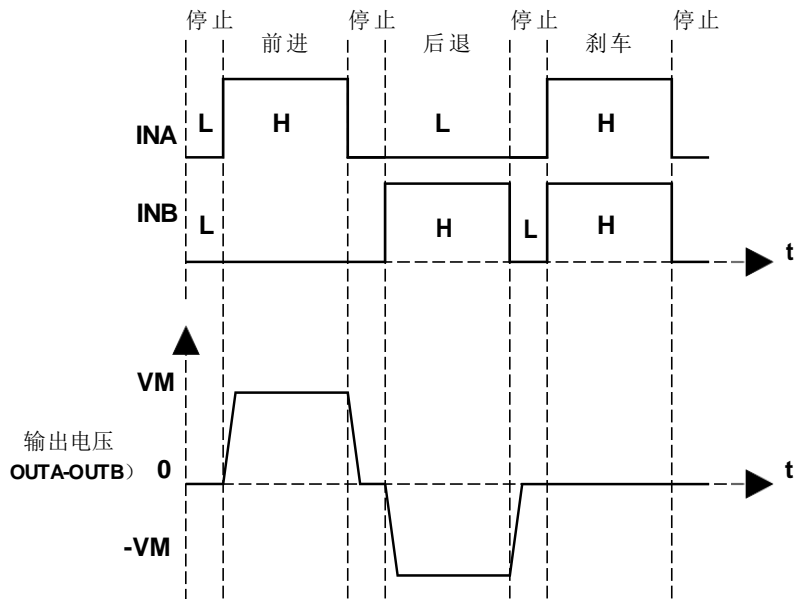 停止 停止 停止 停止
前进 后退 刹车
INA L H L H
INB L H L H
t
VM
输出电压
OUTA-OUTB） 0 t
-VM